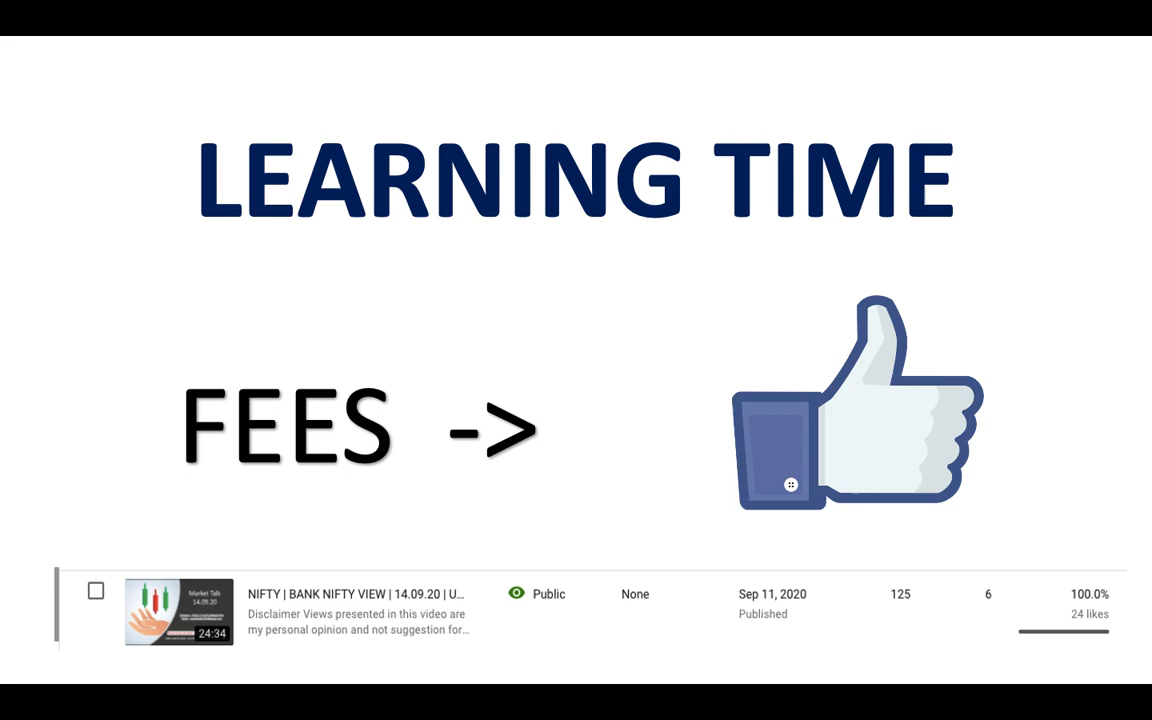 LEARNING TIME
FEES ->
NIFTY | BANK NIFTY VIEW | 14.09.20 | U...
Disclaimer Views presented in this video are
my personal opinion and not suggestion for...
Public
None
Sep 11, 2020
Published
125
6
100.0%
24 likes
Market Talk
14.09.20
24:34